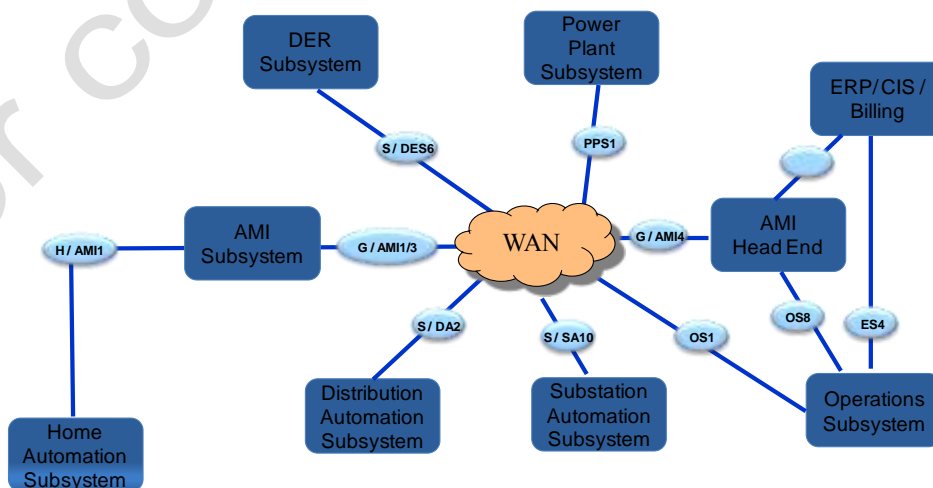 DER
Subsystem
Power
Plant
Subsystem
ERP/ CIS /
Billing
S / DES6
PPS1
AMI
Subsystem
H / AMI1
G / AMI1/3
WAN
G / AMI4
AMI
Head End
S / DA2
S/ SA10
OS1
OS8
ES4
Distribution
Automation
Subsystem
Substation
Automation
Subsystem
Operations
Subsystem
Home
Automation
Subsystem